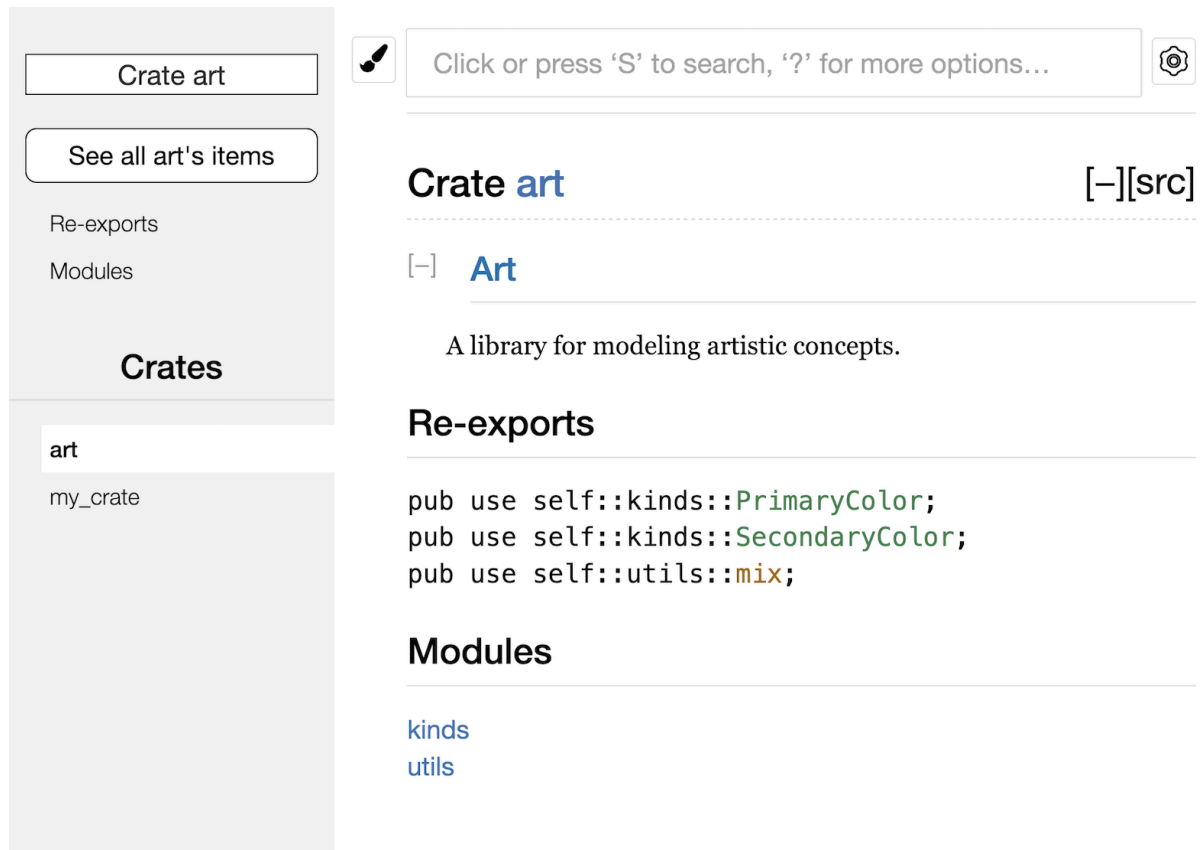 Crate art
See all art's items
Re-exports
Modules
Crates
art
my_crate
Click or press ‘S’ to search, ‘?’ for more options…
Crate art [−][src]
[−] Art
A library for modeling artistic concepts.
Re-exports
pub use self::kinds::PrimaryColor;
pub use self::kinds::SecondaryColor;
pub use self::utils::mix;
Modules
kinds
utils